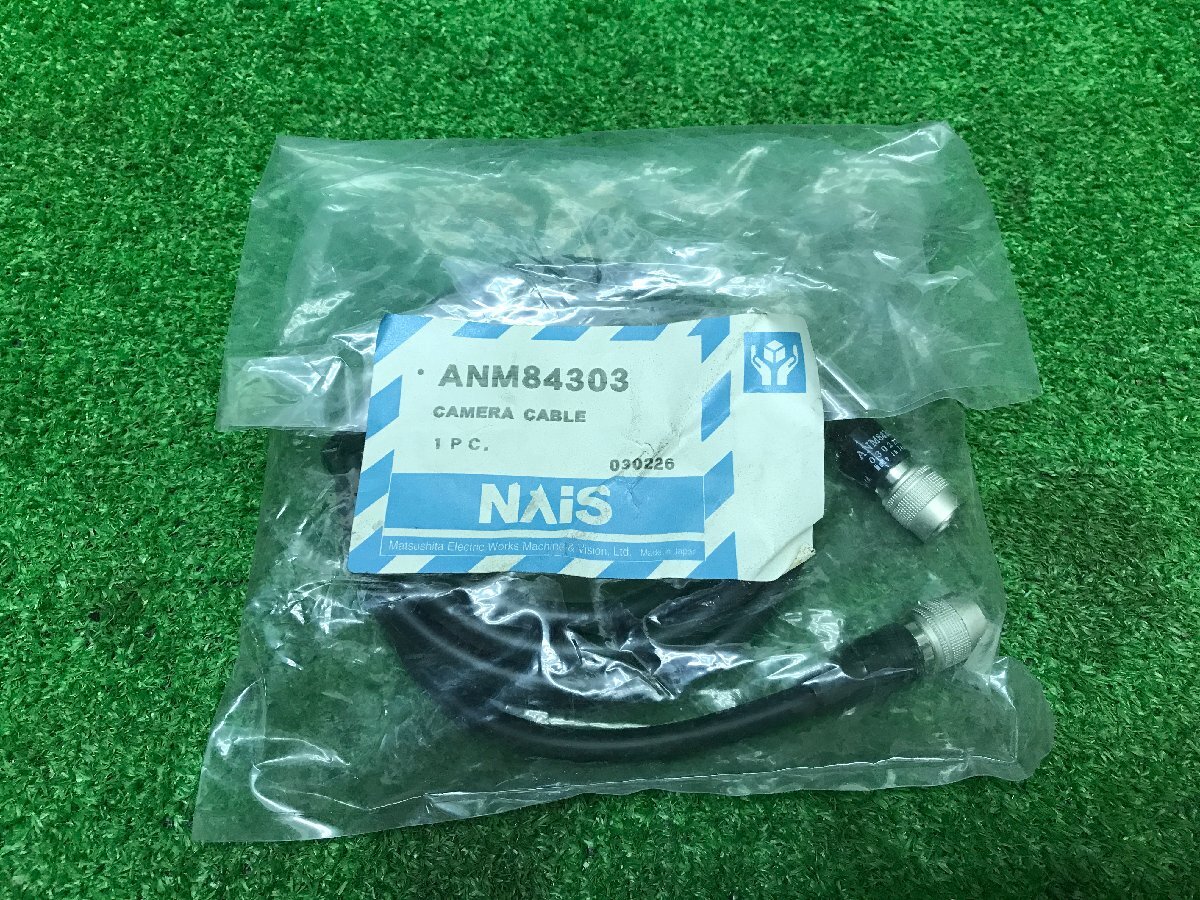 ANM84303
CAMERA CABLE
1 PC.
030226
NAiS
Matsushita Electric Works Machine & Vision, Ltd. Made in Japan